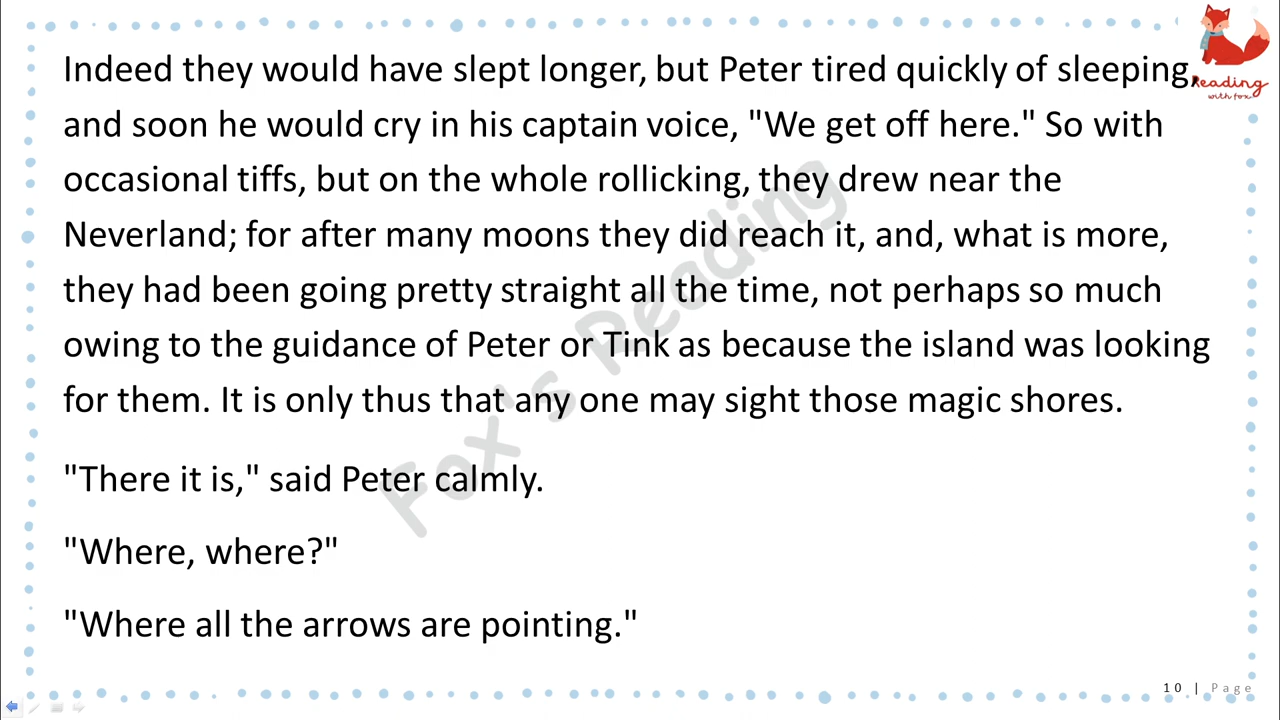 Indeed they would have slept longer, but Peter tired quickly of sleeping,
and soon he would cry in his captain voice, "We get off here." So with
occasional tiffs, but on the whole rollicking, they drew near the
Neverland; for after many moons they did reach it, and, what is more,
they had been going pretty straight all the time, not perhaps so much
owing to the guidance of Peter or Tink as because the island was looking
for them. It is only thus that any one may sight those magic shores.
"There it is," said Peter calmly.
"Where, where?"
"Where all the arrows are pointing."
Reading
with fox
Fox's Reading
10 | Page